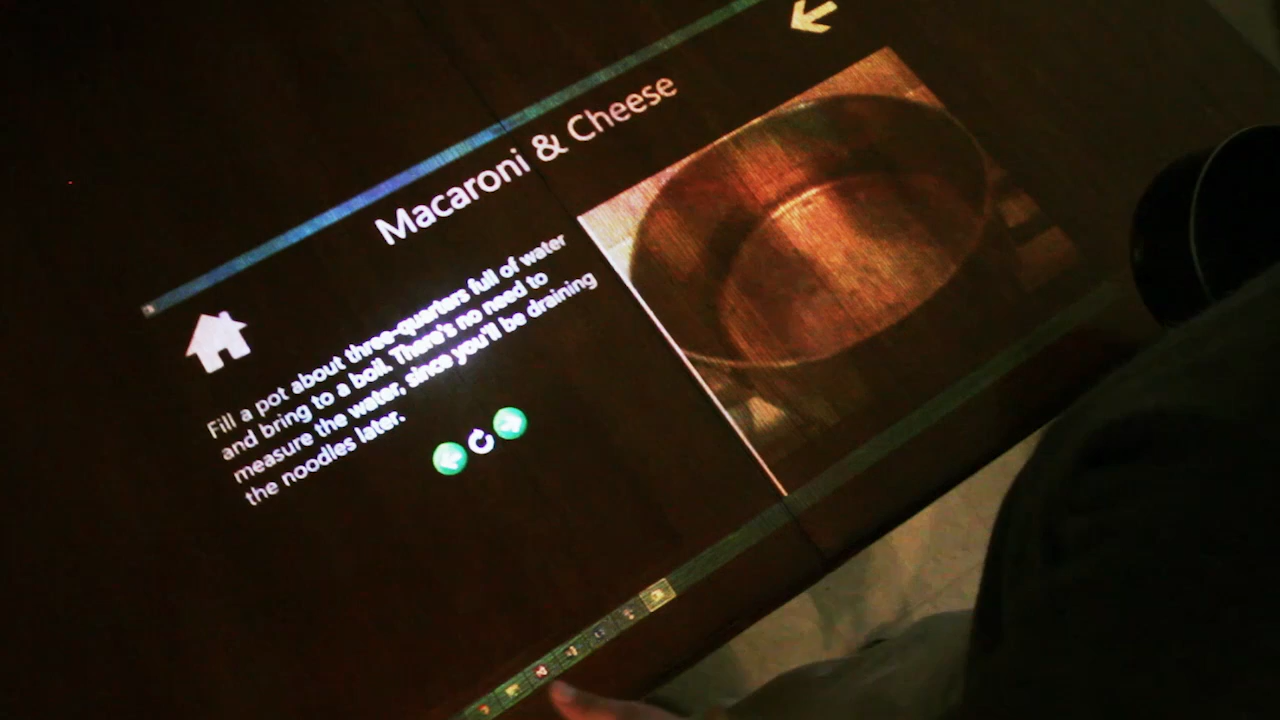 Macaroni & Cheese
Fill a pot about three-quarters full of water
and bring to a boil. There's no need to
measure the water, since you'll be draining
the noodles later.